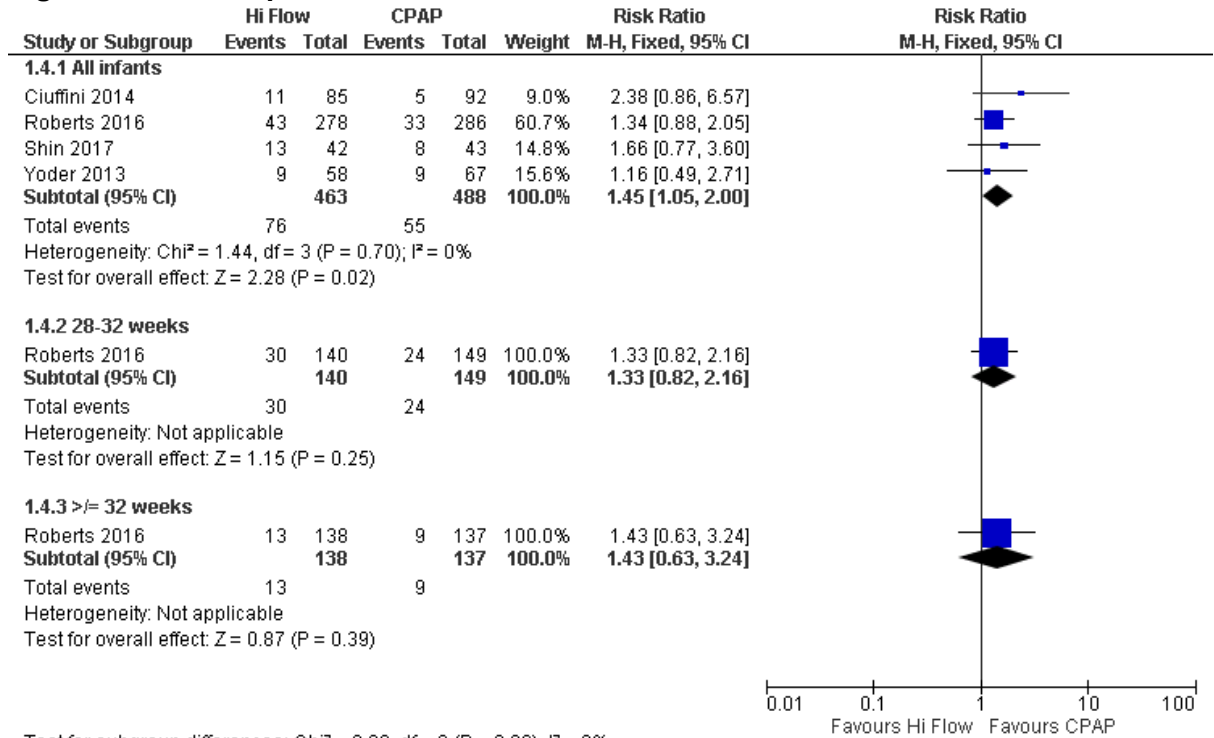 Hi Flow CPAP Risk Ratio Risk Ratio
Study or Subgroup Events Total Events Total Weight M-H, Fixed, 95% CI M-H, Fixed, 95% CI
1.4.1 All infants
Ciuffini 2014 11 85 5 92 9.0% 2.38 [0.86, 6.57]
Roberts 2016 43 278 33 286 60.7% 1.34 [0.88, 2.05]
Shin 2017 13 42 8 43 14.8% 1.66 [0.77, 3.60]
Yoder 2013 9 58 9 67 15.6% 1.16 [0.49, 2.71]
Subtotal (95% CI) 463 488 100.0% 1.45 [1.05, 2.00]
Total events 76 55
Heterogeneity: Chi² = 1.44, df = 3 (P = 0.70); I² = 0%
Test for overall effect: Z = 2.28 (P = 0.02)
1.4.2 28-32 weeks
Roberts 2016 30 140 24 149 100.0% 1.33 [0.82, 2.16]
Subtotal (95% CI) 140 149 100.0% 1.33 [0.82, 2.16]
Total events 30 24
Heterogeneity: Not applicable
Test for overall effect: Z = 1.15 (P = 0.25)
1.4.3 >/= 32 weeks
Roberts 2016 13 138 9 137 100.0% 1.43 [0.63, 3.24]
Subtotal (95% CI) 138 137 100.0% 1.43 [0.63, 3.24]
Total events 13 9
Heterogeneity: Not applicable
Test for overall effect: Z = 0.87 (P = 0.39)
0.01 0.1 1 10 100
Favours Hi Flow Favours CPAP